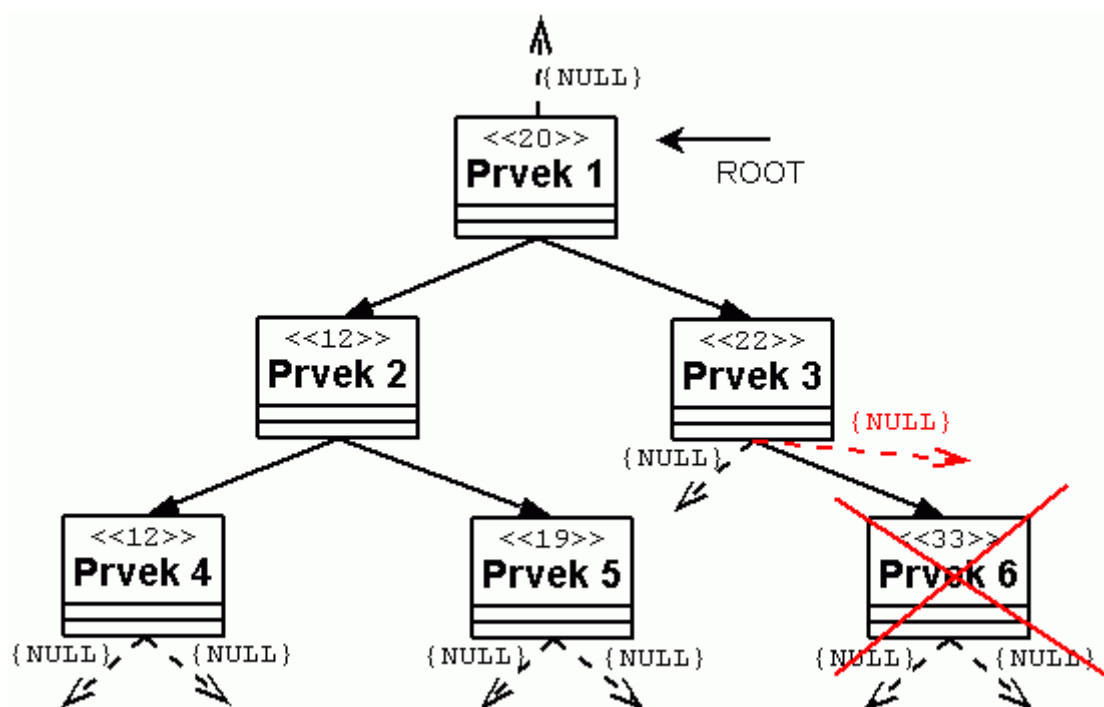 {NULL}
<<20>>
Prvek 1
ROOT
<<12>>
Prvek 2
<<22>>
Prvek 3
{NULL}
{NULL}
<<12>>
Prvek 4
<<19>>
Prvek 5
<<33>>
Prvek 6
{NULL}
{NULL}
{NULL}
{NULL}
{NULL}
{NULL}